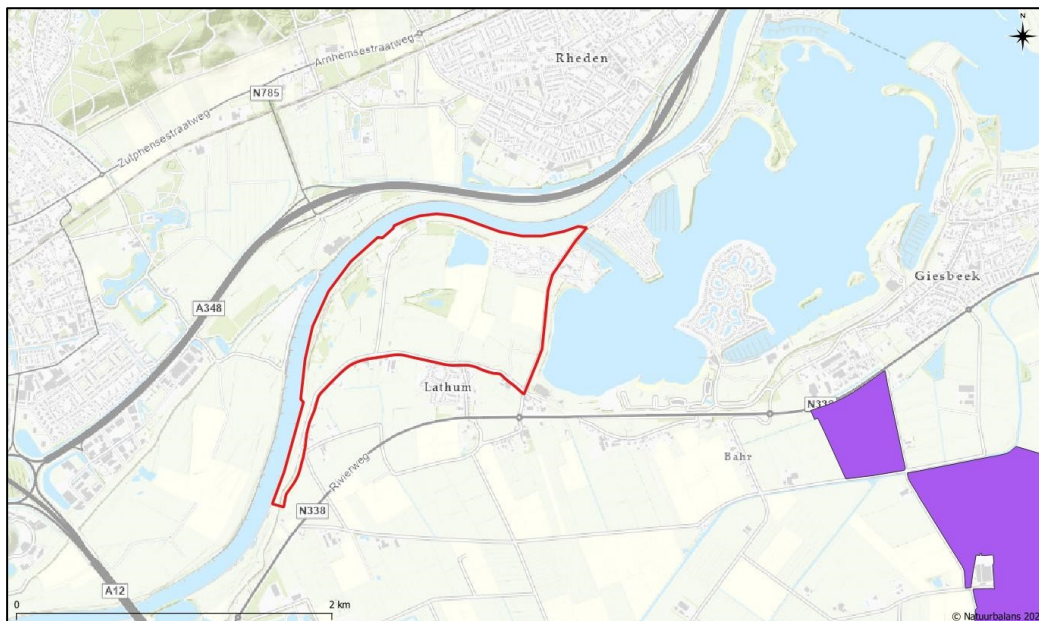 N
Rheden
Arnhemsestraatweg
N785
Zutphensestraatweg
Giesbeek
A348
Lathum
N338
Bahr
Rivierweg
N338
A12
0
2 km
© Natuurbalans 202